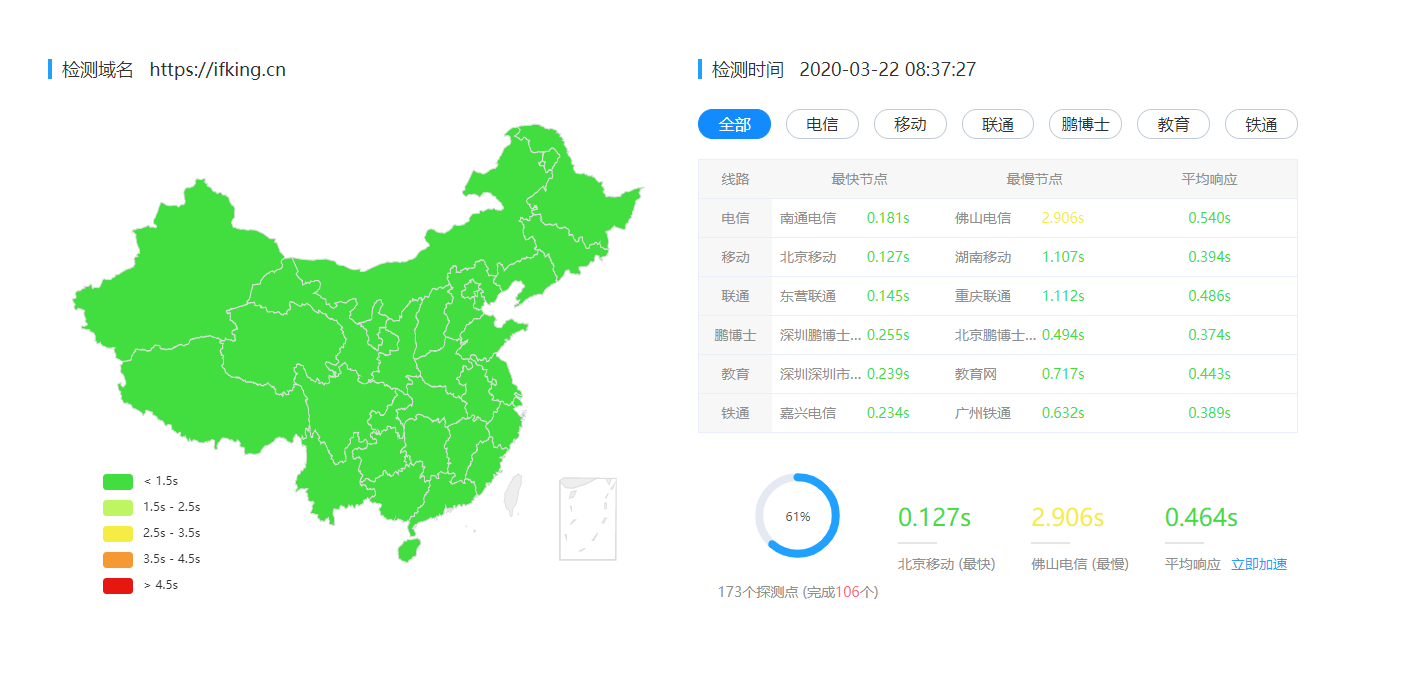 检测域名 https://ifking.cn
检测时间 2020-03-22 08:37:27
全部 电信 移动 联通 鹏博士 教育 铁通
线路 最快节点 最慢节点 平均响应
电信 南通电信 0.181s 佛山电信 2.906s 0.540s
移动 北京移动 0.127s 湖南移动 1.107s 0.394s
联通 东营联通 0.145s 重庆联通 1.112s 0.486s
鹏博士 深圳鹏博士... 0.255s 北京鹏博士... 0.494s 0.374s
教育 深圳深圳市... 0.239s 教育网 0.717s 0.443s
铁通 嘉兴电信 0.234s 广州铁通 0.632s 0.389s
< 1.5s
1.5s - 2.5s
2.5s - 3.5s
3.5s - 4.5s
> 4.5s
61%
173个探测点 (完成106个)
0.127s
北京移动 (最快)
2.906s
佛山电信 (最慢)
0.464s
平均响应 立即加速